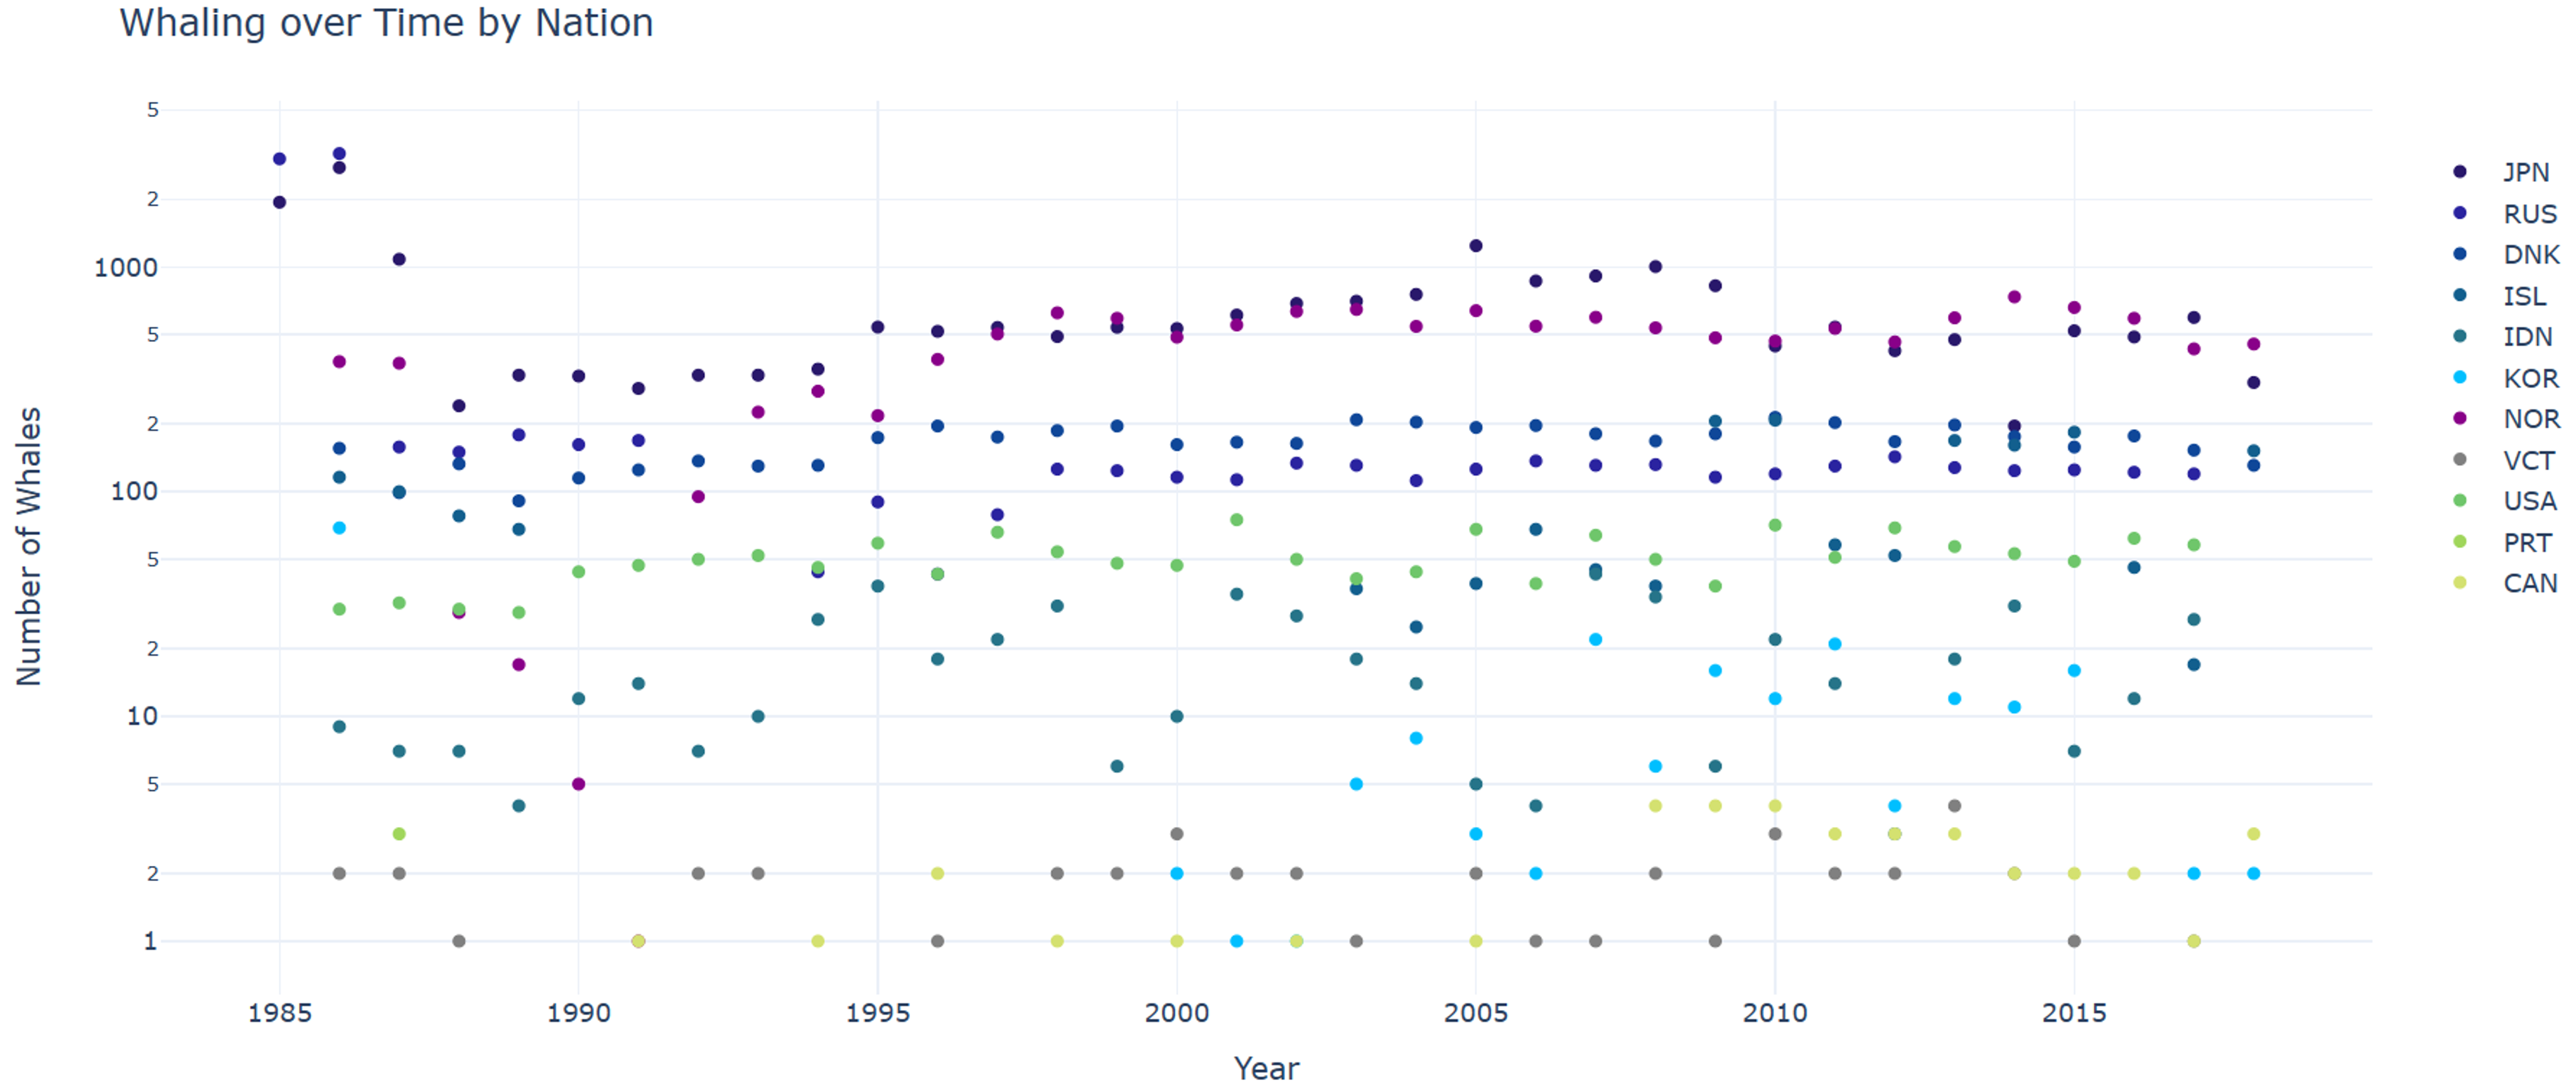 Whaling over Time by Nation
Number of Whales
5
2
1000
5
2
100
5
2
10
5
2
1
1985 1990 1995 2000 2005 2010 2015
Year
JPN
RUS
DNK
ISL
IDN
KOR
NOR
VCT
USA
PRT
CAN